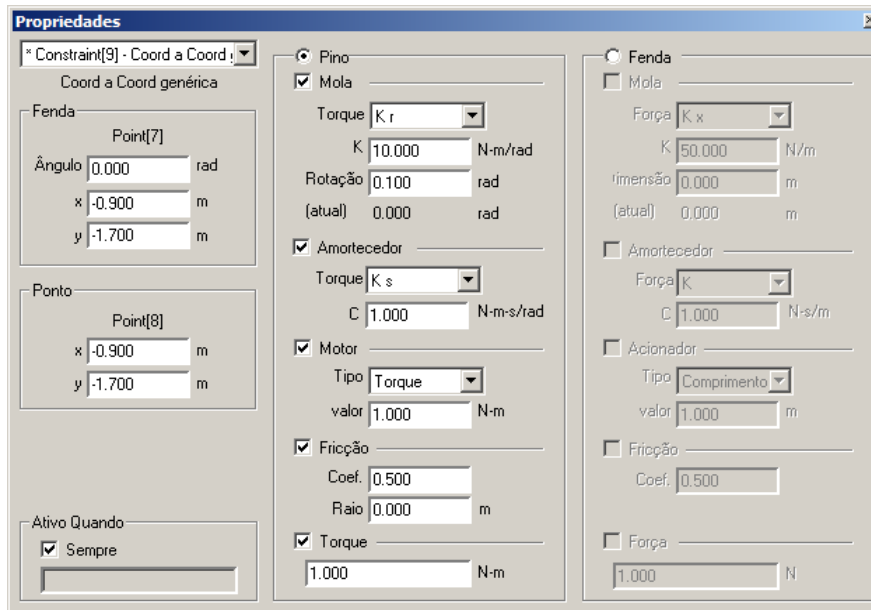 Propriedades
* Constraint[9] - Coord a Coord g
Coord a Coord genérica
Fenda
Point[7]
Ângulo 0.000 rad
x -0.900 m
y -1.700 m
Ponto
Point[8]
x -0.900 m
y -1.700 m
Ativo Quando
Sempre
Pino
Mola
Torque K r
K 10.000 N-m/rad
Rotação 0.100 rad
(atual) 0.000 rad
Amortecedor
Torque K s
C 1.000 N-m-s/rad
Motor
Tipo Torque
valor 1.000 N-m
Fricção
Coef. 0.500
Raio 0.000 m
Torque
1.000 N-m
Fenda
Mola
Força K x
K 50.000 N/m
imensão 0.000 m
(atual) 0.000 m
Amortecedor
Força K
C 1.000 N-s/m
Acionador
Tipo Comprimento
valor 1.000 m
Fricção
Coef. 0.500
Força
1.000 N